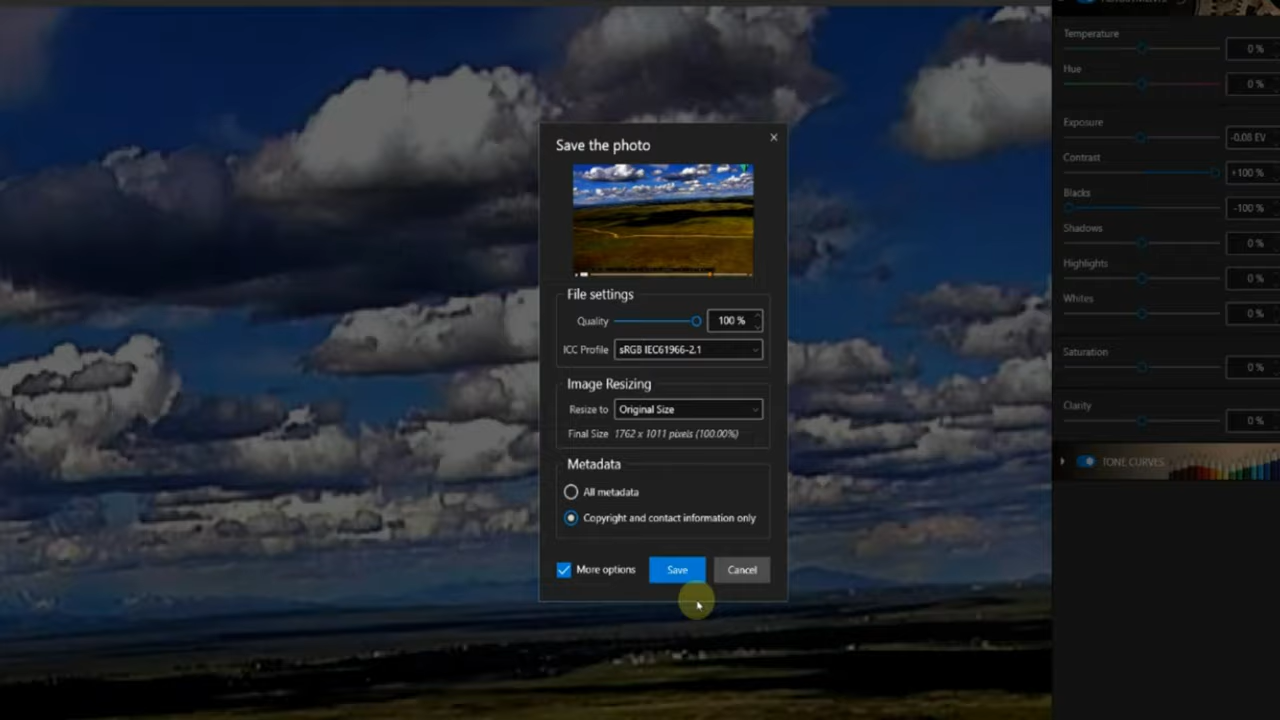 Save the photo
File settings
Quality 100 %
ICC Profile sRGB IEC61966-2.1
Image Resizing
Resize to Original Size
Final Size 1762 x 1011 pixels (100.00%)
Metadata
All metadata
Copyright and contact information only
More options Save Cancel
Temperature 0 %
Hue 0 %
Exposure -0.08 EV
Contrast +100 %
Blacks -100 %
Shadows 0 %
Highlights 0 %
Whites 0 %
Saturation 0 %
Clarity 0 %
TONE CURVES